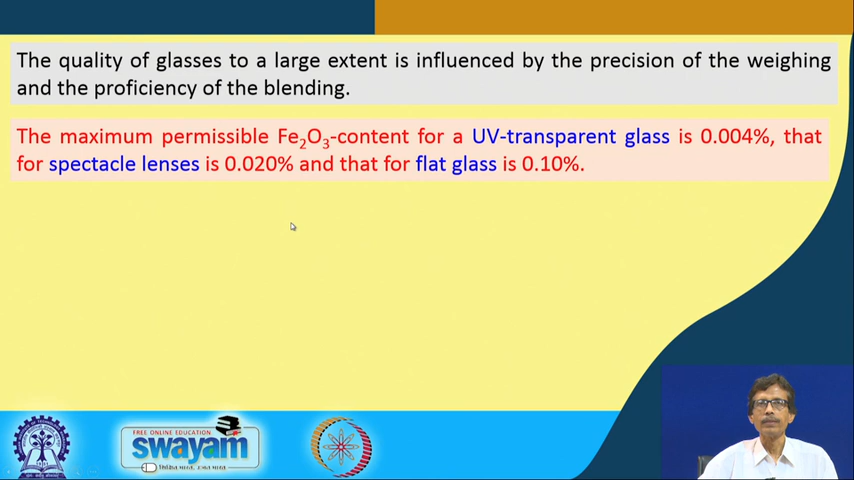 The quality of glasses to a large extent is influenced by the precision of the weighing
and the proficiency of the blending.
The maximum permissible Fe₂O₃-content for a UV-transparent glass is 0.004%, that
for spectacle lenses is 0.020% and that for flat glass is 0.10%.
FREE ONLINE EDUCATION
swayam